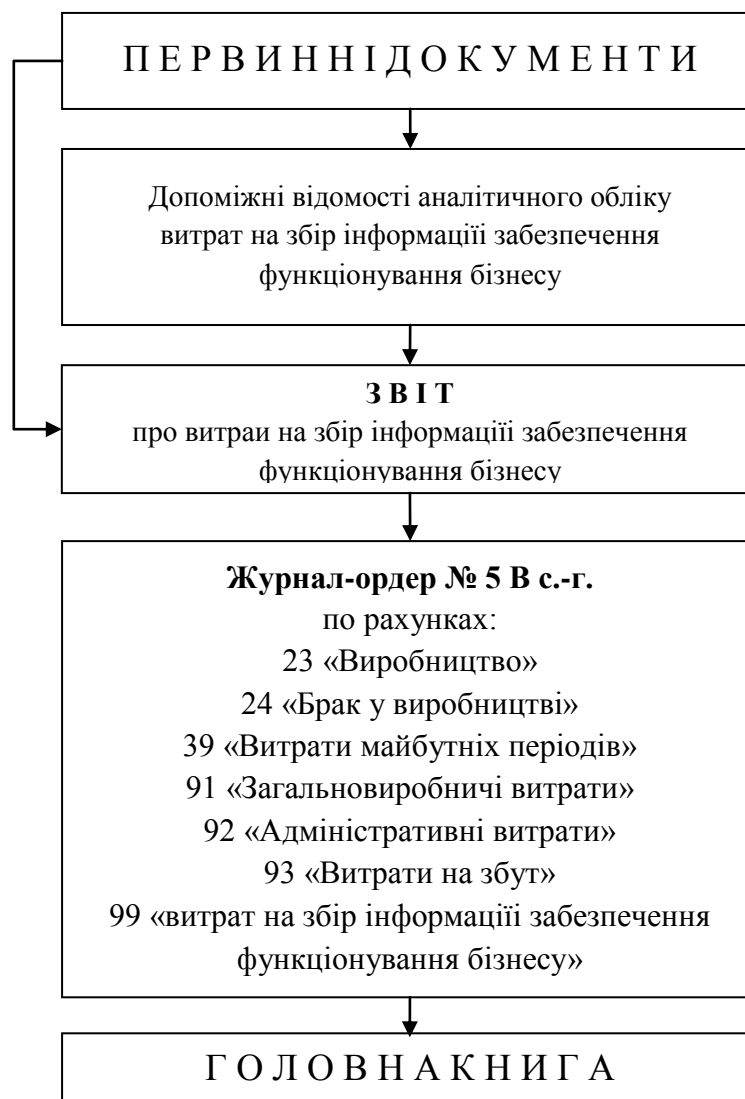 П Е Р В И Н Н І Д О К У М Е Н Т И
Допоміжні відомості аналітичного обліку
витрат на збір інформаціїі забезпечення
функціонування бізнесу
З В І Т
про витраи на збір інформаціїі забезпечення
функціонування бізнесу
Журнал-ордер № 5 В с.-г.
по рахунках:
23 «Виробництво»
24 «Брак у виробництві»
39 «Витрати майбутніх періодів»
91 «Загальновиробничі витрати»
92 «Адміністративні витрати»
93 «Витрати на збут»
99 «витрат на збір інформаціїі забезпечення
функціонування бізнесу»
Г О Л О В Н А К Н И Г А